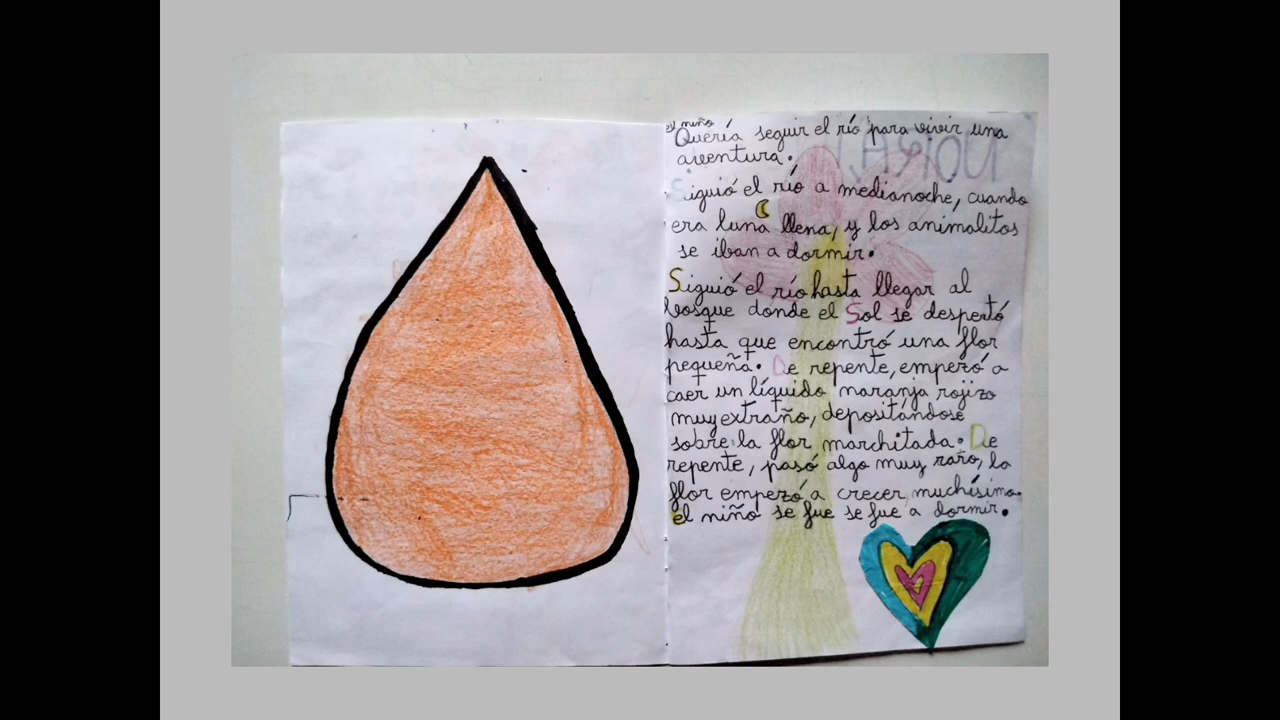 el niño
Quería seguir el río para vivir una
aventura.
Siguió el río a medianoche, cuando
era luna llena, y los animalitos
se iban a dormir.
Siguió el río hasta llegar al
bosque donde el Sol se despertó
hasta que encontró una flor
pequeña. De repente, empezó a
caer un líquido naranja rojizo
muy extraño, depositándose
sobre la flor marchitada. De
repente, pasó algo muy raro, la
flor empezó a crecer muchísimo.
el niño se fue se fue a dormir.